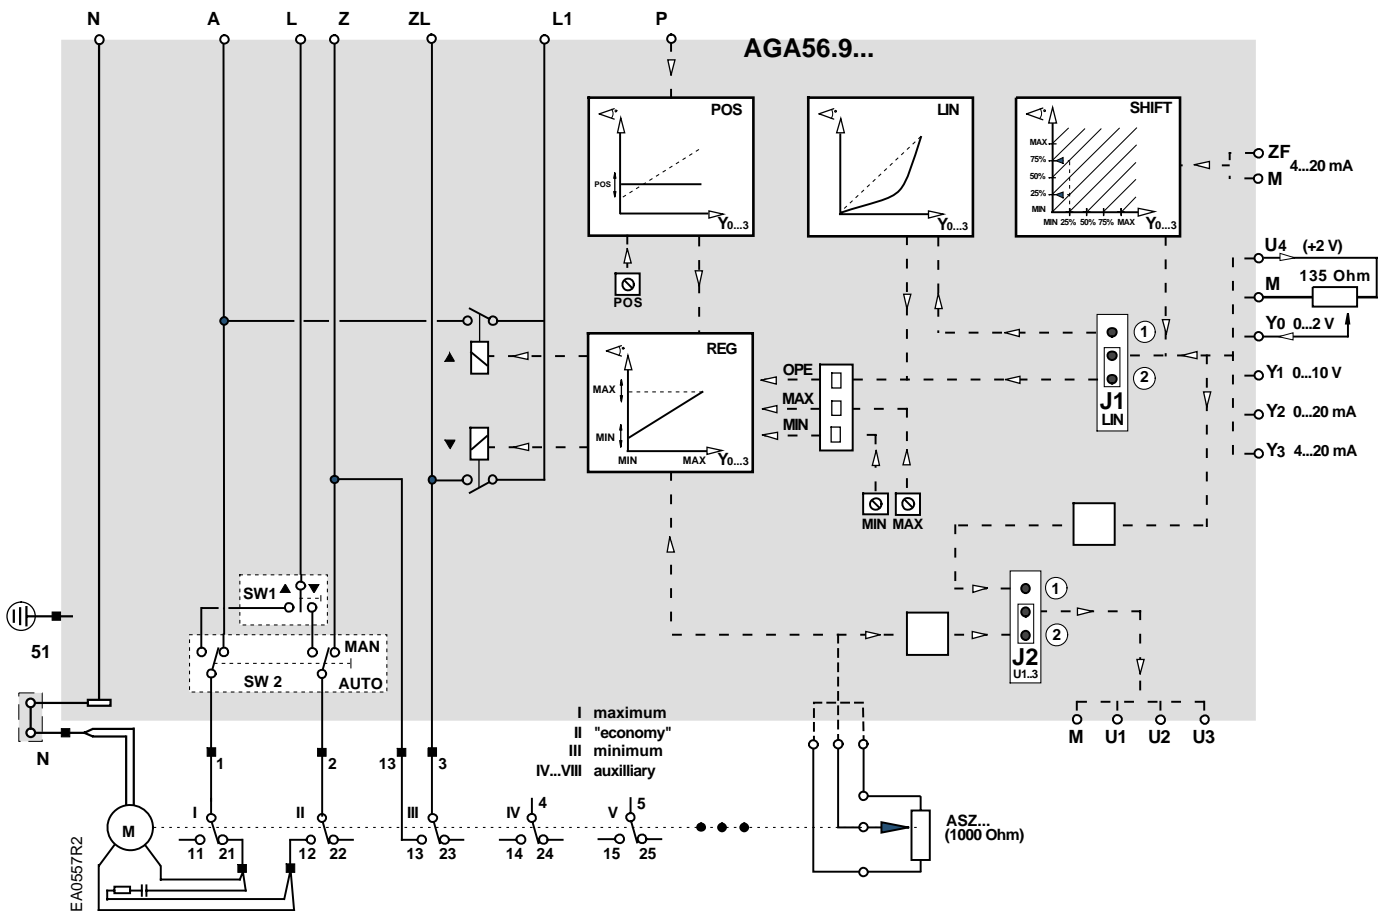 N A L Z ZL L1 P
AGA56.9...
POS
POS
Y0...3
POS
LIN
Y0...3
SHIFT
MAX
75%
50%
25%
MIN
MIN 25% 50% 75% MAX
Y0...3
ZF
4...20 mA
M
U4 (+2 V)
M 135 Ohm
Y0 0...2 V
Y1 0...10 V
Y2 0...20 mA
Y3 4...20 mA
REG
MAX
MIN
MIN MAX Y0...3
OPE
MAX
MIN
1
2
J1
LIN
MIN MAX
SW1
MAN
SW 2 AUTO
1
2
J2
U1..3
51
N
I maximum
II "economy"
III minimum
IV...VIII auxilliary
M U1 U2 U3
1 2 13 3
I II III IV 4 V 5
M
11 21 12 22 13 23 14 24 15 25
ASZ...
(1000 Ohm)
EA0557R2